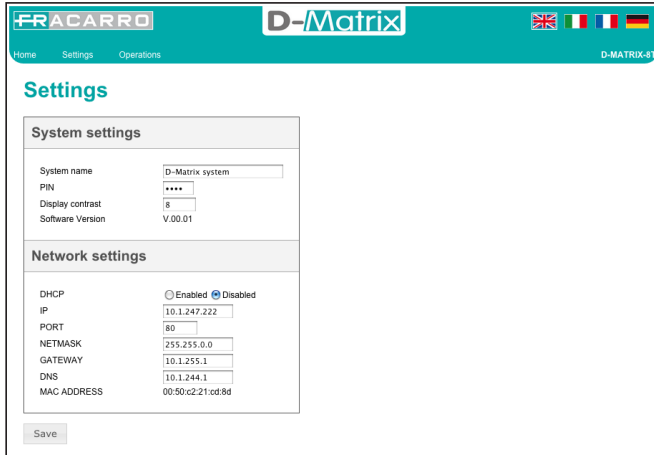 FRACARRO
D-Matrix
Home Settings Operations D-MATRIX-8T
Settings
System settings
System name D-Matrix system
PIN ••••
Display contrast 8
Software Version V.00.01
Network settings
DHCP Enabled Disabled
IP 10.1.247.222
PORT 80
NETMASK 255.255.0.0
GATEWAY 10.1.255.1
DNS 10.1.244.1
MAC ADDRESS 00:50:c2:21:cd:8d
Save